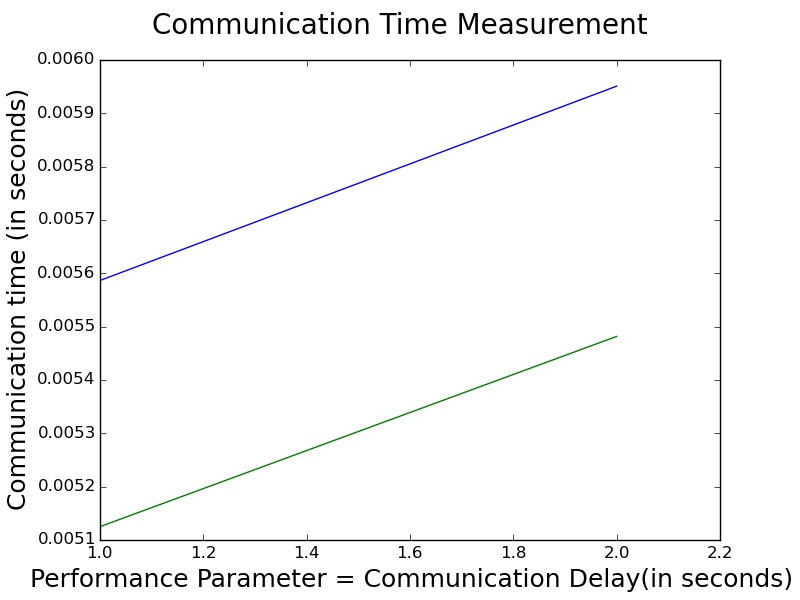 Communication Time Measurement
Communication time (in seconds)
0.0060
0.0059
0.0058
0.0057
0.0056
0.0055
0.0054
0.0053
0.0052
0.0051
1.0 1.2 1.4 1.6 1.8 2.0 2.2
Performance Parameter = Communication Delay(in seconds)